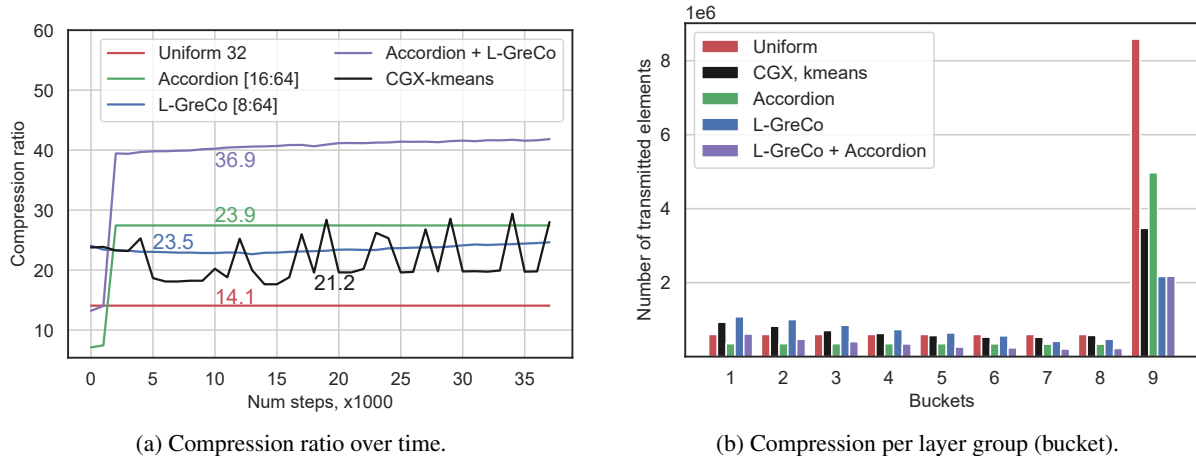 60
50
40
30
20
10
Compression ratio
Uniform 32
Accordion [16:64]
L-GreCo [8:64]
Accordion + L-GreCo
CGX-kmeans
36.9
23.9
23.5
21.2
14.1
0 5 10 15 20 25 30 35
Num steps, x1000
(a) Compression ratio over time.
1e6
8
6
4
2
Number of transmitted elements
Uniform
CGX, kmeans
Accordion
L-GreCo
L-GreCo + Accordion
1 2 3 4 5 6 7 8 9
Buckets
(b) Compression per layer group (bucket).